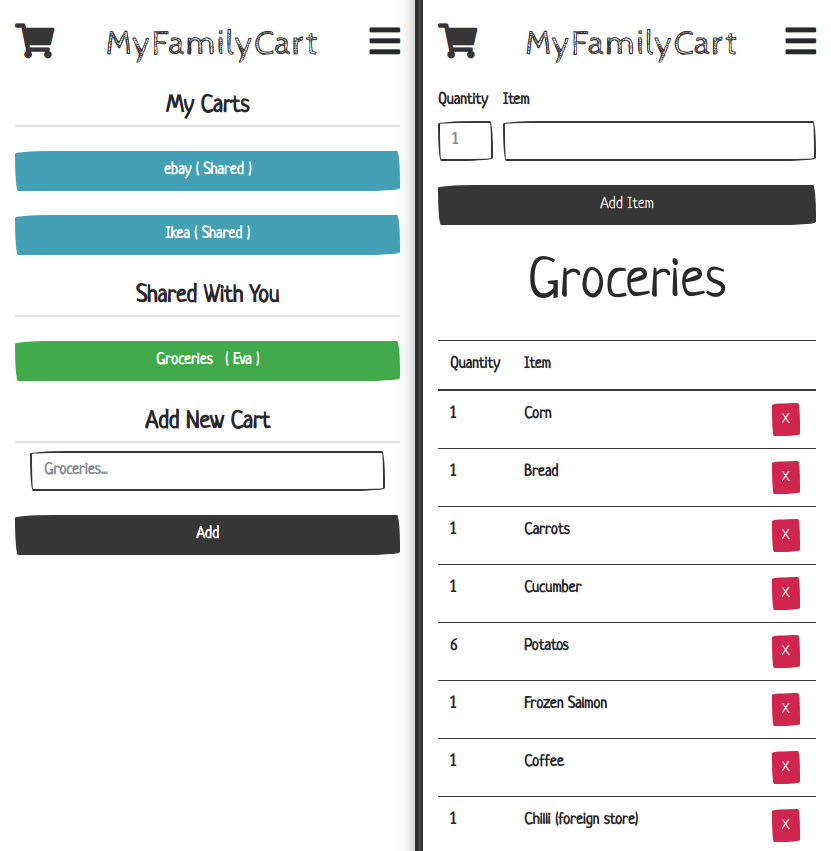 MyFamilyCart
My Carts
ebay ( Shared )
Ikea ( Shared )
Shared With You
Groceries ( Eva )
Add New Cart
Groceries...
Add
MyFamilyCart
Quantity Item
1
Add Item
Groceries
Quantity Item
1 Corn X
1 Bread X
1 Carrots X
1 Cucumber X
6 Potatos X
1 Frozen Salmon X
1 Coffee X
1 Chilli (foreign store) X